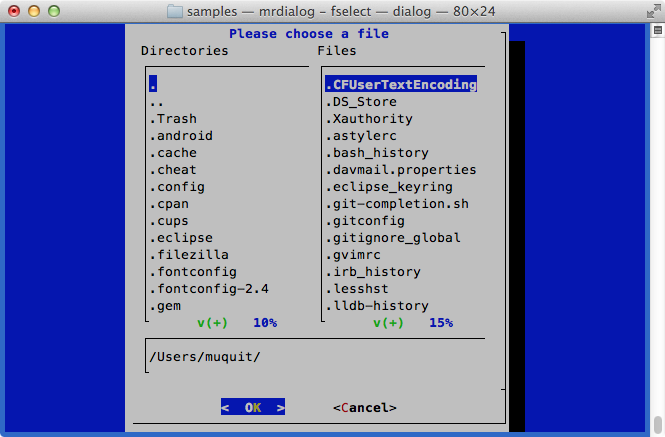 samples — mrdialog - fselect — dialog — 80×24
Please choose a file
Directories Files
. .CFUserTextEncoding
.. .DS_Store
.Trash .Xauthority
.android .astylerc
.cache .bash_history
.cheat .davmail.properties
.config .eclipse_keyring
.cpan .git-completion.sh
.cups .gitconfig
.eclipse .gitignore_global
.filezilla .gvimrc
.fontconfig .irb_history
.fontconfig-2.4 .lesshst
.gem .lldb-history
v(+) 10% v(+) 15%
/Users/muquit/
< OK > <Cancel>